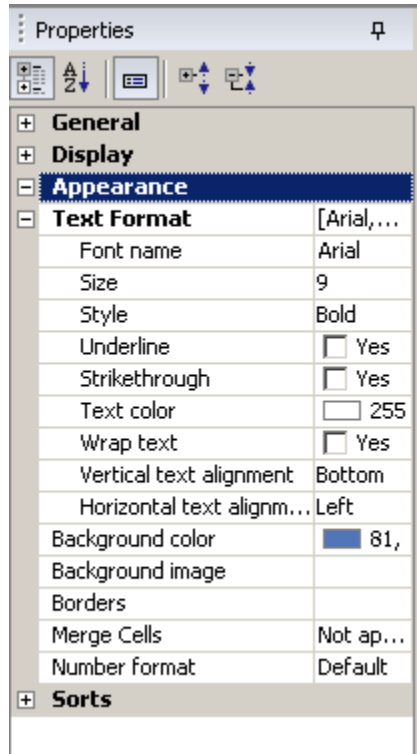 Properties
General
Display
Appearance
Text Format [Arial,...
Font name Arial
Size 9
Style Bold
Underline Yes
Strikethrough Yes
Text color 255
Wrap text Yes
Vertical text alignment Bottom
Horizontal text alignm... Left
Background color 81,
Background image
Borders
Merge Cells Not ap...
Number format Default
Sorts